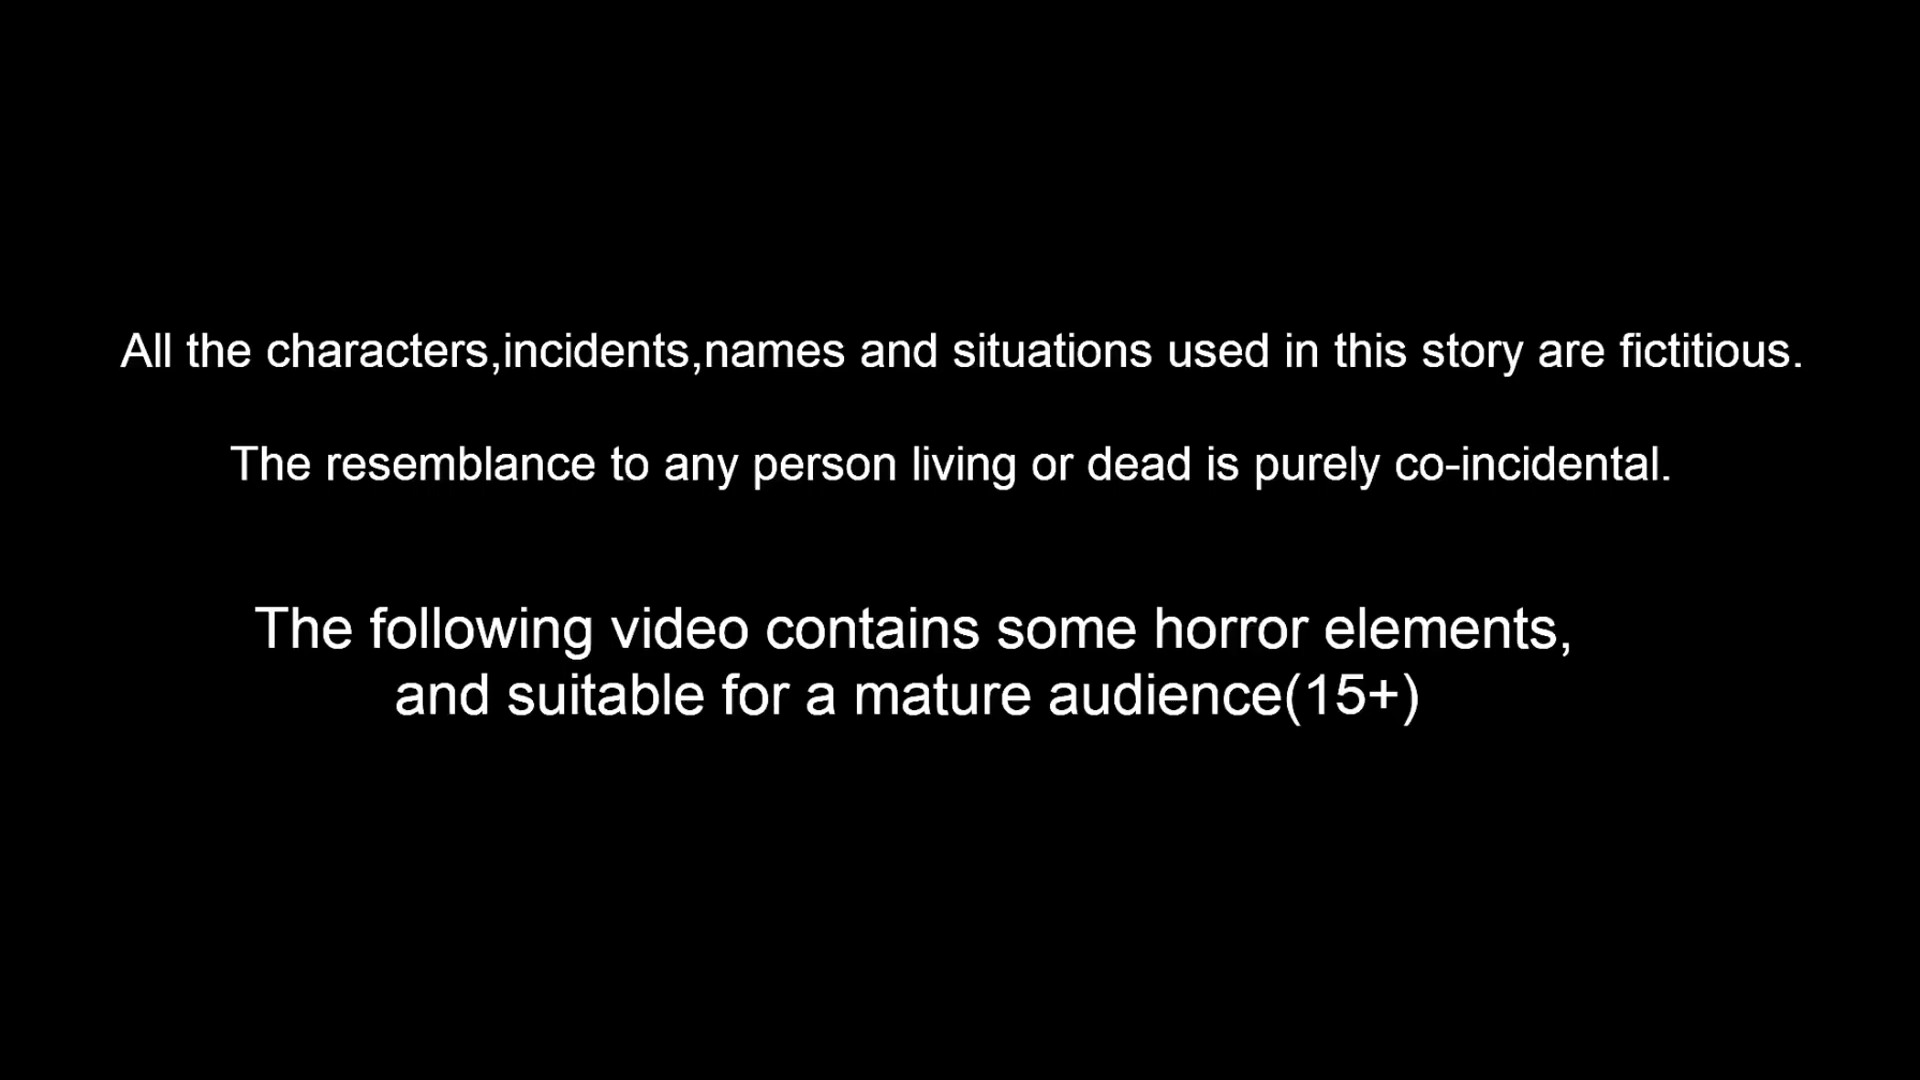 All the characters,incidents,names and situations used in this story are fictitious.
The resemblance to any person living or dead is purely co-incidental.
The following video contains some horror elements,
and suitable for a mature audience(15+)